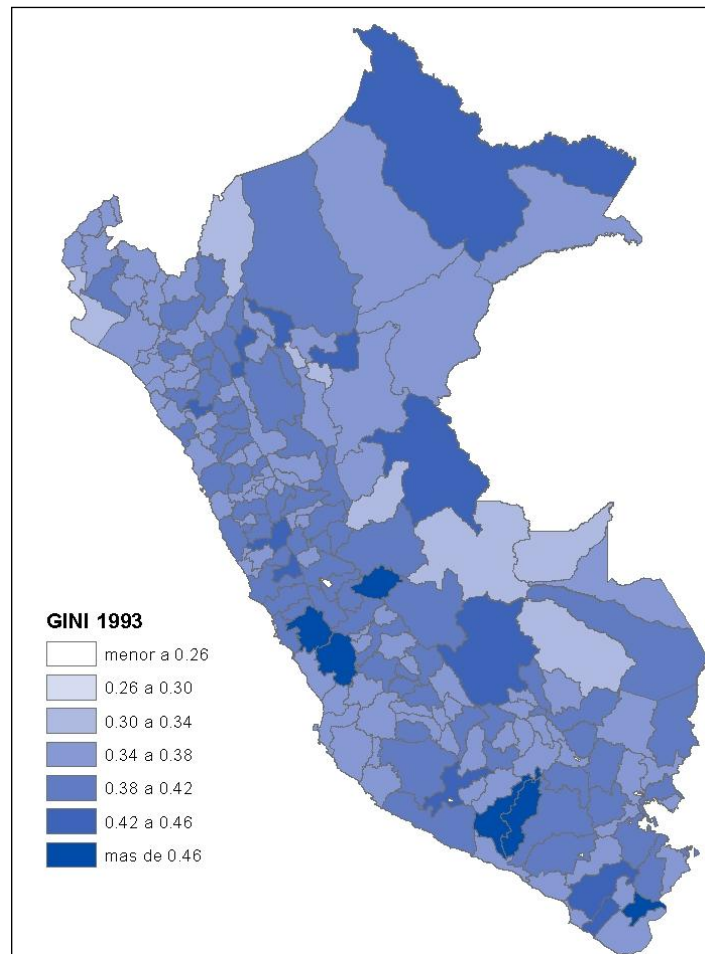 GINI 1993
menor a 0.26
0.26 a 0.30
0.30 a 0.34
0.34 a 0.38
0.38 a 0.42
0.42 a 0.46
mas de 0.46